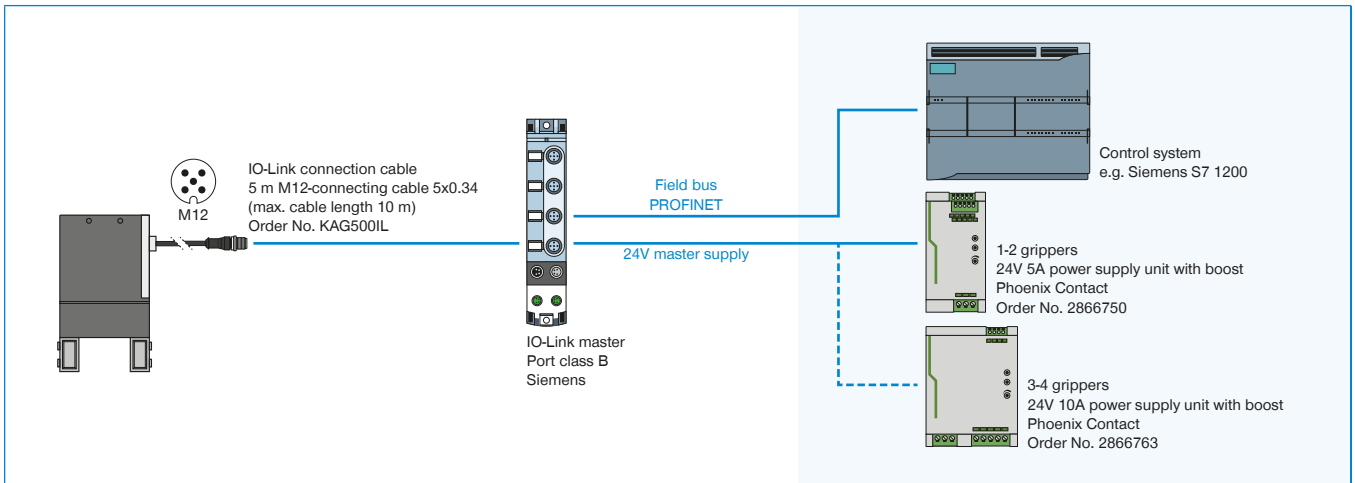 M12
IO-Link connection cable
5 m M12-connecting cable 5x0.34
(max. cable length 10 m)
Order No. KAG500IL
IO-Link master
Port class B
Siemens
Field bus
PROFINET
24V master supply
Control system
e.g. Siemens S7 1200
1-2 grippers
24V 5A power supply unit with boost
Phoenix Contact
Order No. 2866750
3-4 grippers
24V 10A power supply unit with boost
Phoenix Contact
Order No. 2866763